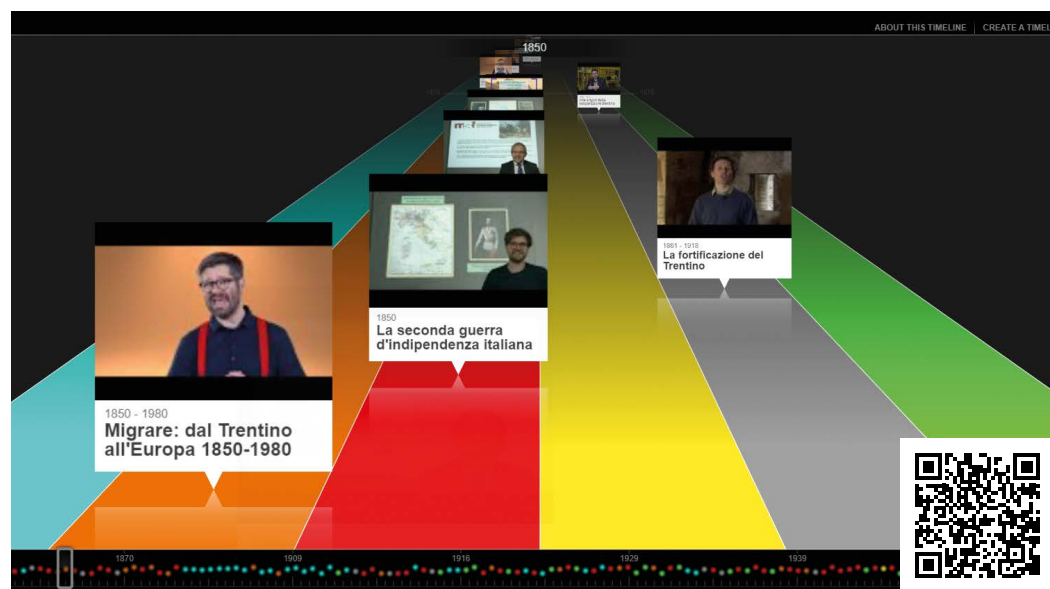 ABOUT THIS TIMELINE
CREATE A TIMEL
1850
1861 - 1918
La fortificazione del
Trentino
1850
La seconda guerra
d'indipendenza italiana
1850 - 1980
Migrare: dal Trentino
all'Europa 1850-1980
1870
1909
1916
1929
1939